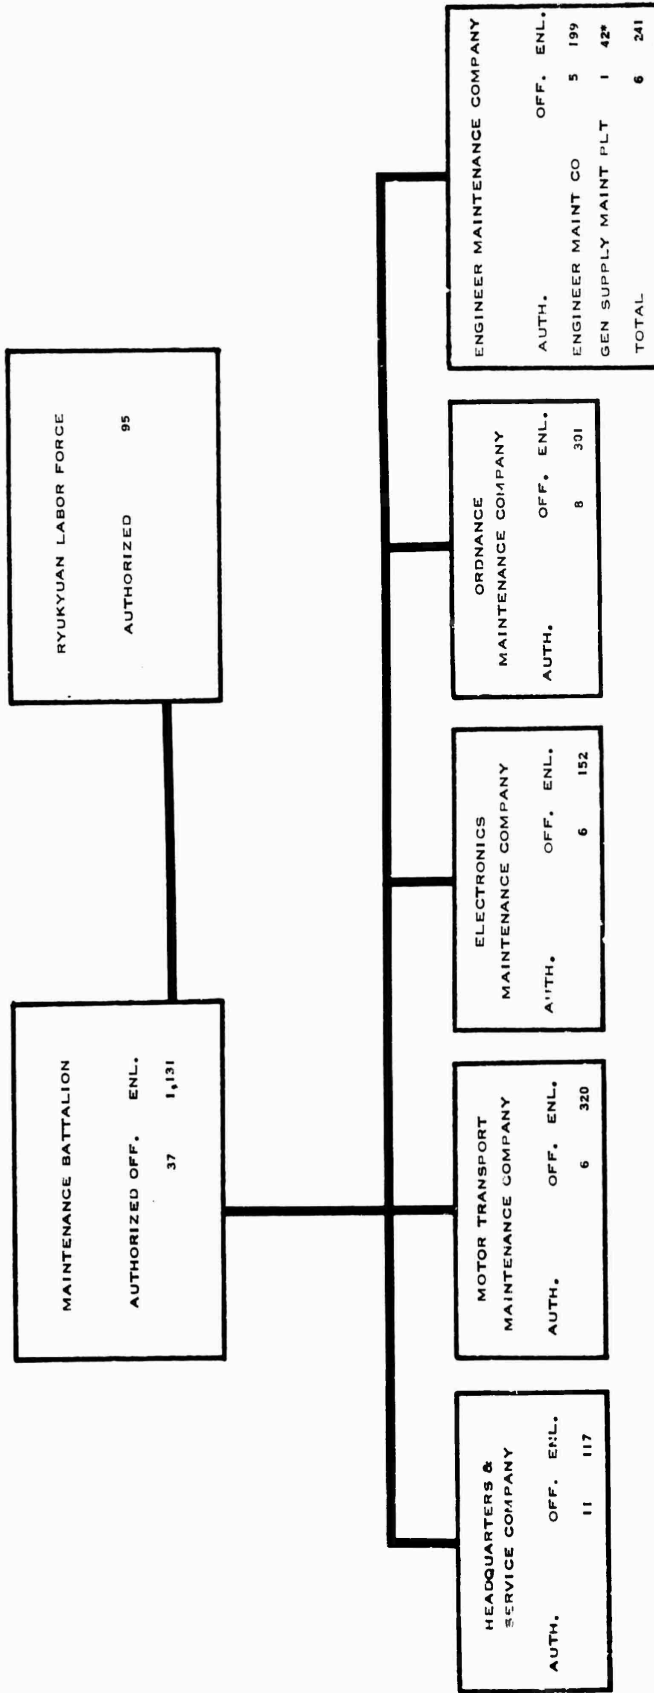 MAINTENANCE BATTALION
AUTHORIZED OFF. ENL.
37 1,131
RYUKYUAN LABOR FORCE
AUTHORIZED 95
HEADQUARTERS &
SERVICE COMPANY
AUTH. OFF. ENL.
11 117
MOTOR TRANSPORT
MAINTENANCE COMPANY
AUTH. OFF. ENL.
6 320
ELECTRONICS
MAINTENANCE COMPANY
AUTH. OFF. ENL.
6 152
ORDNANCE
MAINTENANCE COMPANY
AUTH. OFF. ENL.
8 301
ENGINEER MAINTENANCE COMPANY
AUTH. OFF. ENL.
ENGINEER MAINT CO 5 199
GEN SUPPLY MAINT PLT 1 42*
TOTAL 6 241